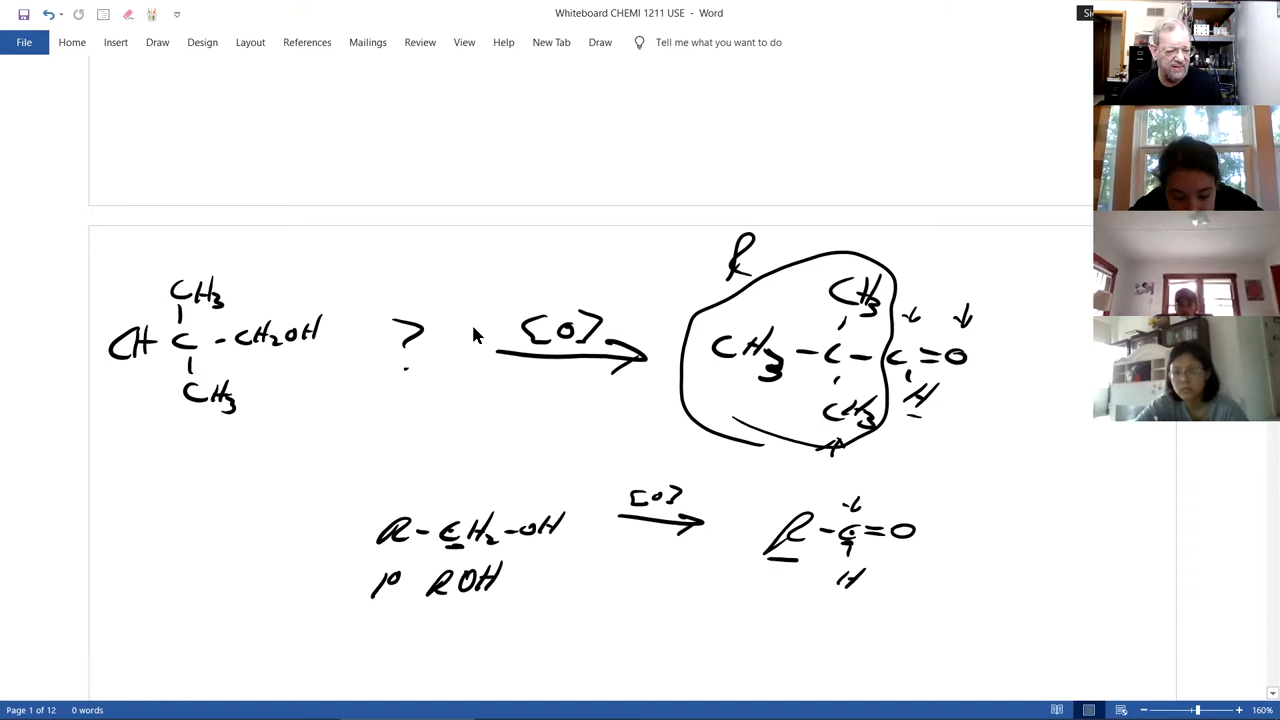 Whiteboard CHEMI 1211 USE - Word
File Home Insert Draw Design Layout References Mailings Review View Help New Tab Draw Tell me what you want to do
R
CH3 CH3
CH C - CH2OH ? [O] CH3 - C - C = O
CH3 CH3 H
[O]
R - CH2 - OH R - C = O
1° ROH H
Page 1 of 12 0 words 160%